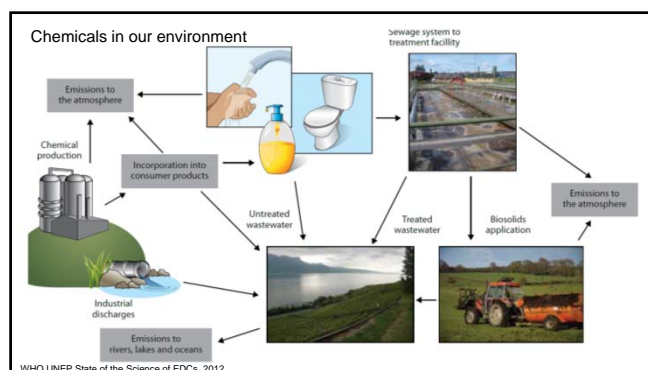 Chemicals in our environment
Sewage system to
treatment facillity
Emissions to
the atmosphere
Chemical
production
Incorporation into
consumer products
Emissions to
the atmosphere
Untreated
wastewater
Treated
wastewater
Biosolids
application
Industrial
discharges
Emissions to
rivers, lakes and oceans
WHO UNEP State of the Science of EDCs, 2012